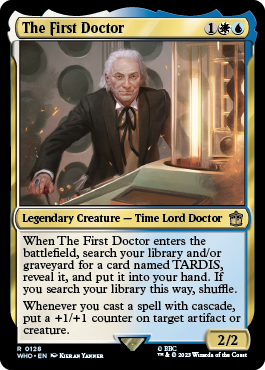 The First Doctor 1
Legendary Creature — Time Lord Doctor
When The First Doctor enters the
battlefield, search your library and/or
graveyard for a card named TARDIS,
reveal it, and put it into your hand. If
you search your library this way, shuffle.
Whenever you cast a spell with cascade,
put a +1/+1 counter on target artifact or
creature.
2/2
R 0128
WHO • EN Kieran Yanner
© BBC
™ & © 2023 Wizards of the Coast